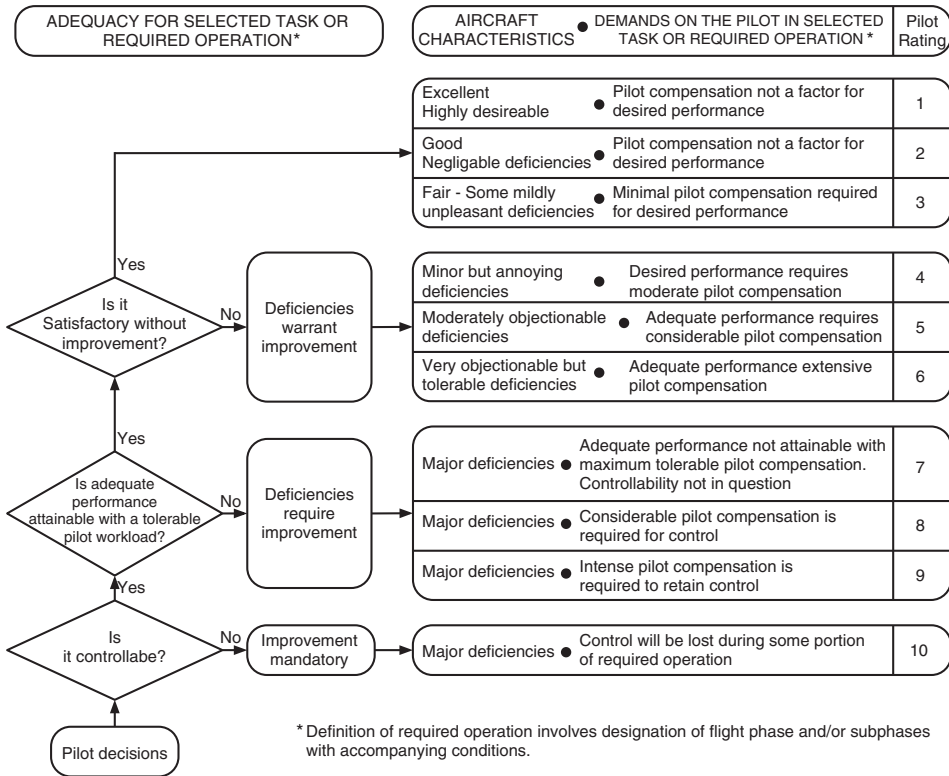 ADEQUACY FOR SELECTED TASK OR
REQUIRED OPERATION*
AIRCRAFT
CHARACTERISTICS
● DEMANDS ON THE PILOT IN SELECTED
TASK OR REQUIRED OPERATION*
Pilot
Rating
Excellent
Highly desireable
● Pilot compensation not a factor for
desired performance
1
Good
Negligable deficiencies
● Pilot compensation not a factor for
desired performance
2
Fair - Some mildly
unpleasant deficiencies
● Minimal pilot compensation required
for desired performance
3
Yes
Is it
Satisfactory without
improvement?
No
Deficiencies
warrant
improvement
Minor but annoying
deficiencies
● Desired performance requires
moderate pilot compensation
4
Moderately objectionable
deficiencies
● Adequate performance requires
considerable pilot compensation
5
Very objectionable but
tolerable deficiencies
● Adequate performance extensive
pilot compensation
6
Yes
Is adequate
performance
attainable with a tolerable
pilot workload?
No
Deficiencies
require
improvement
Major deficiencies
● Adequate performance not attainable with
maximum tolerable pilot compensation.
Controllability not in question
7
Major deficiencies
● Considerable pilot compensation is
required for control
8
Major deficiencies
● Intense pilot compensation is
required to retain control
9
Yes
Is
it controllabe?
No
Improvement
mandatory
Major deficiencies
● Control will be lost during some portion
of required operation
10
Pilot decisions
* Definition of required operation involves designation of flight phase and/or subphases
with accompanying conditions.